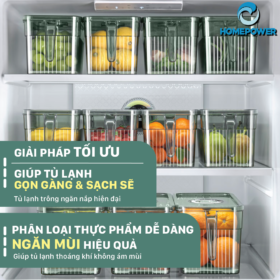 HOMEPOWER
GIẢI PHÁP TỐI ƯU
GIÚP TỦ LẠNH
GỌN GÀNG & SẠCH SẼ
Tủ lạnh trông ngăn nắp hiện đại
PHÂN LOẠI THỰC PHẨM DỄ DÀNG
NGĂN MÙI HIỆU QUẢ
Giúp tủ lạnh thoáng khí không ám mùi